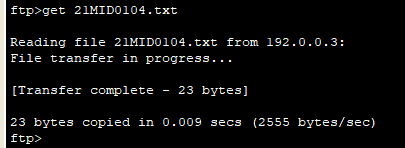 ftp>get 21MID0104.txt
Reading file 21MID0104.txt from 192.0.0.3:
File transfer in progress...
[Transfer complete - 23 bytes]
23 bytes copied in 0.009 secs (2555 bytes/sec)
ftp>